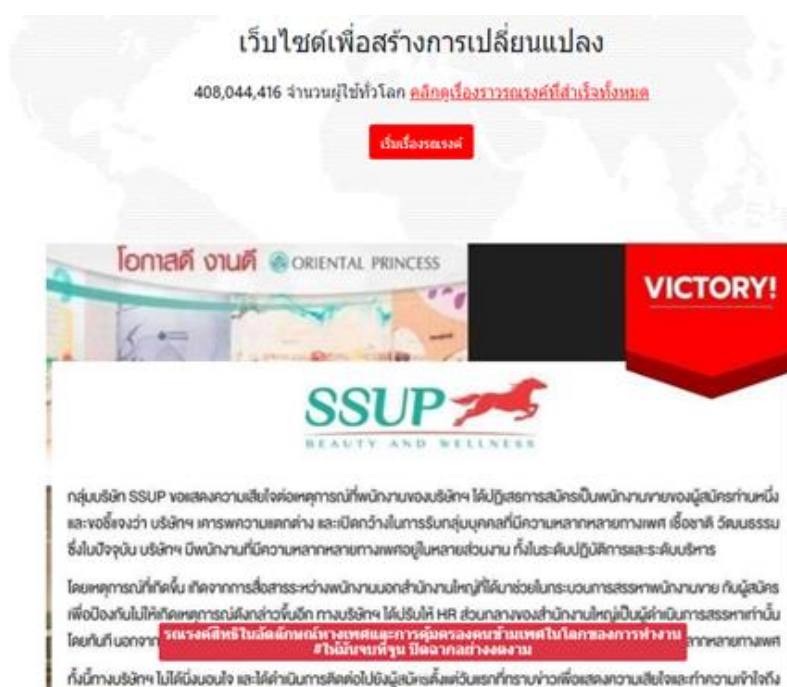 เว็บไซต์เพื่อสร้างการเปลี่ยนแปลง
408,044,416 จำนวนผู้ใช้ทั่วโลก คลิกดูเรื่องราวรณรงค์ที่สำเร็จทั้งหมด
เริ่มเรื่องรณรงค์
โอกาสดี งานดี ORIENTAL PRINCESS
VICTORY!
SSUP
BEAUTY AND WELLNESS
กลุ่มบริษัท SSUP ขอแสดงความเสียใจต่อเหตุการณ์ที่พนักงานของบริษัทฯ ได้ปฏิเสธการสมัครเป็นพนักงานขายของผู้สมัครท่านหนึ่ง
และขอชี้แจงว่า บริษัทฯ เคารพความแตกต่าง และเปิดกว้างในการรับกลุ่มบุคคลที่มีความหลากหลายทางเพศ เชื้อชาติ วัฒนธรรม
ซึ่งในปัจจุบัน บริษัทฯ มีพนักงานที่มีความหลากหลายทางเพศอยู่ในหลายส่วนงาน ทั้งในระดับปฏิบัติการและระดับบริหาร
โดยเหตุการณ์ที่เกิดขึ้น เกิดจากการสื่อสารระหว่างพนักงานนอกสำนักงานใหญ่ที่ได้มาช่วยในกระบวนการสรรหาพนักงานขาย กับผู้สมัคร
เพื่อป้องกันไม่ให้เกิดเหตุการณ์ดังกล่าวขึ้นอีก ทางบริษัทฯ ได้ปรับให้ HR ส่วนกลางของสำนักงานใหญ่เป็นผู้ดำเนินการสรรหาเท่านั้น
โดยทันที นอกจาก ลากหลายทางเพศ
รณรงค์สิทธิในอัตลักษณ์ทางเพศและการคุ้มครองคนข้ามเพศในโลกของการทำงาน
#ให้มันจบที่จูน ปิดฉากอย่างงดงาม
ทั้งนี้ทางบริษัทฯ ไม่ได้นิ่งนอนใจ และได้ดำเนินการติดต่อไปยังผู้สมัครตั้งแต่วันแรกที่ทราบข่าวเพื่อแสดงความเสียใจและทำความเข้าใจถึง